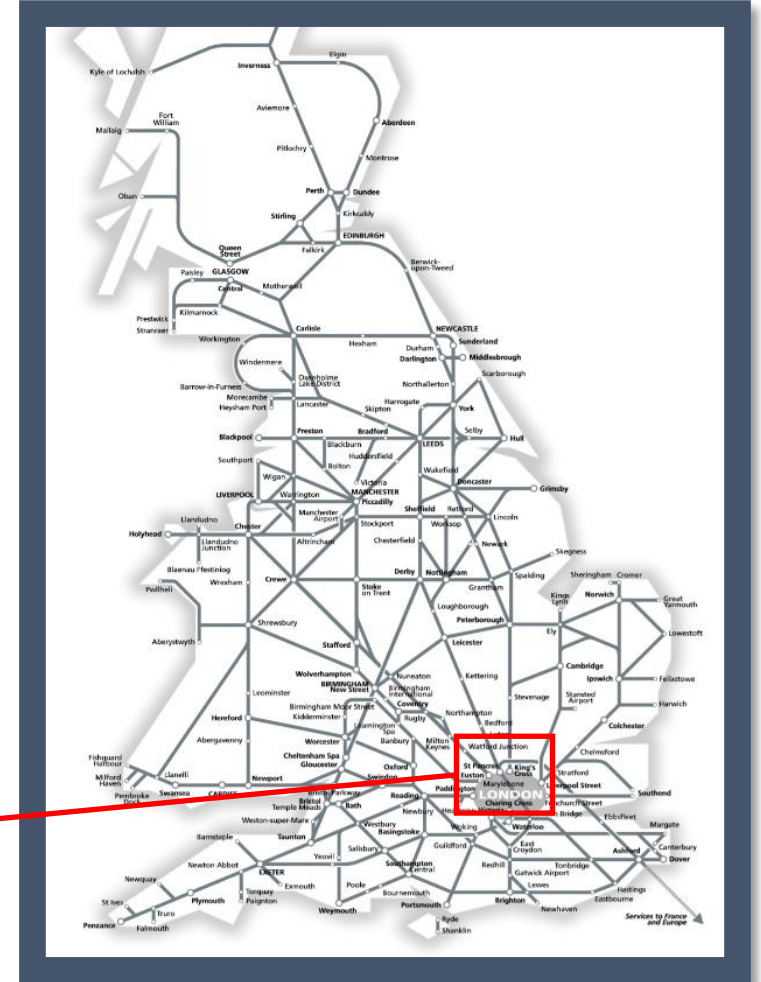 Elgin
Inverness
Kyle of Lochalsh
Aviemore
Fort
William
Mallaig
Aberdeen
Pitlochry
Montrose
Perth
Dundee
Oban
Stirling
Kirkcaldy
EDINBURGH
Queen
Street
Falkirk
Berwick-
upon-Tweed
Paisley
GLASGOW
Central
Motherwell
Prestwick
Kilmarnock
Stranraer
Carlisle
NEWCASTLE
Workington
Hexham
Durham
Sunderland
Darlington
Middlesbrough
Windermere
Scarborough
Oxenholme
Lake District
Barrow-in-Furness
Northallerton
Morecambe
Heysham Port
Lancaster
Harrogate
Skipton
York
Blackpool
Preston
Bradford
Selby
Blackburn
LEEDS
Hull
Huddersfield
Southport
Bolton
Wakefield
Wigan
Victoria
Doncaster
LIVERPOOL
Warrington
MANCHESTER
Piccadilly
Grimsby
Manchester
Airport
Sheffield
Retford
Llandudno
Chester
Stockport
Worksop
Lincoln
Holyhead
Llandudno
Junction
Altrincham
Chesterfield
Newark
Skegness
Blaenau Ffestiniog
Wrexham
Crewe
Stoke
on Trent
Derby
Nottingham
Grantham
Spalding
Sheringham
Cromer
Pwllheli
Kings
Lynn
Norwich
Great
Yarmouth
Loughborough
Shrewsbury
Peterborough
Aberystwyth
Stafford
Leicester
Ely
Lowestoft
Wolverhampton
BIRMINGHAM
New Street
Nuneaton
Birmingham
International
Kettering
Cambridge
Ipswich
Felixstowe
Leominster
Birmingham Moor Street
Coventry
Stevenage
Stansted
Airport
Harwich
Hereford
Kidderminster
Rugby
Northampton
Leamington
Spa
Bedford
Colchester
Abergavenny
Worcester
Banbury
Milton
Keynes
Watford Junction
Chelmsford
Fishguard
Harbour
Cheltenham Spa
Gloucester
Oxford
St Pancras
King's
Cross
Euston
Stratford
Milford
Haven
Llanelli
Newport
Swindon
Marylebone
Liverpool Street
Pembroke
Dock
Swansea
CARDIFF
Bristol Parkway
Reading
Paddington
LONDON
Southend
Bristol
Temple Meads
Bath
Newbury
Charing Cross
Fenchurch Street
Weston-super-Mare
Westbury
Basingstoke
Woking
Waterloo
Ebbsfleet
Margate
Barnstaple
Taunton
Salisbury
Guildford
East
Croydon
Canterbury
Newton Abbot
Yeovil
Southampton
Central
Redhill
Tonbridge
Ashford
Dover
Gatwick Airport
Newquay
EXETER
Exmouth
Poole
Lewes
Hastings
St Ives
Plymouth
Torquay
Paignton
Bournemouth
Portsmouth
Brighton
Eastbourne
Truro
Weymouth
Newhaven
Penzance
Falmouth
Ryde
Shanklin
Services to France
and Europe